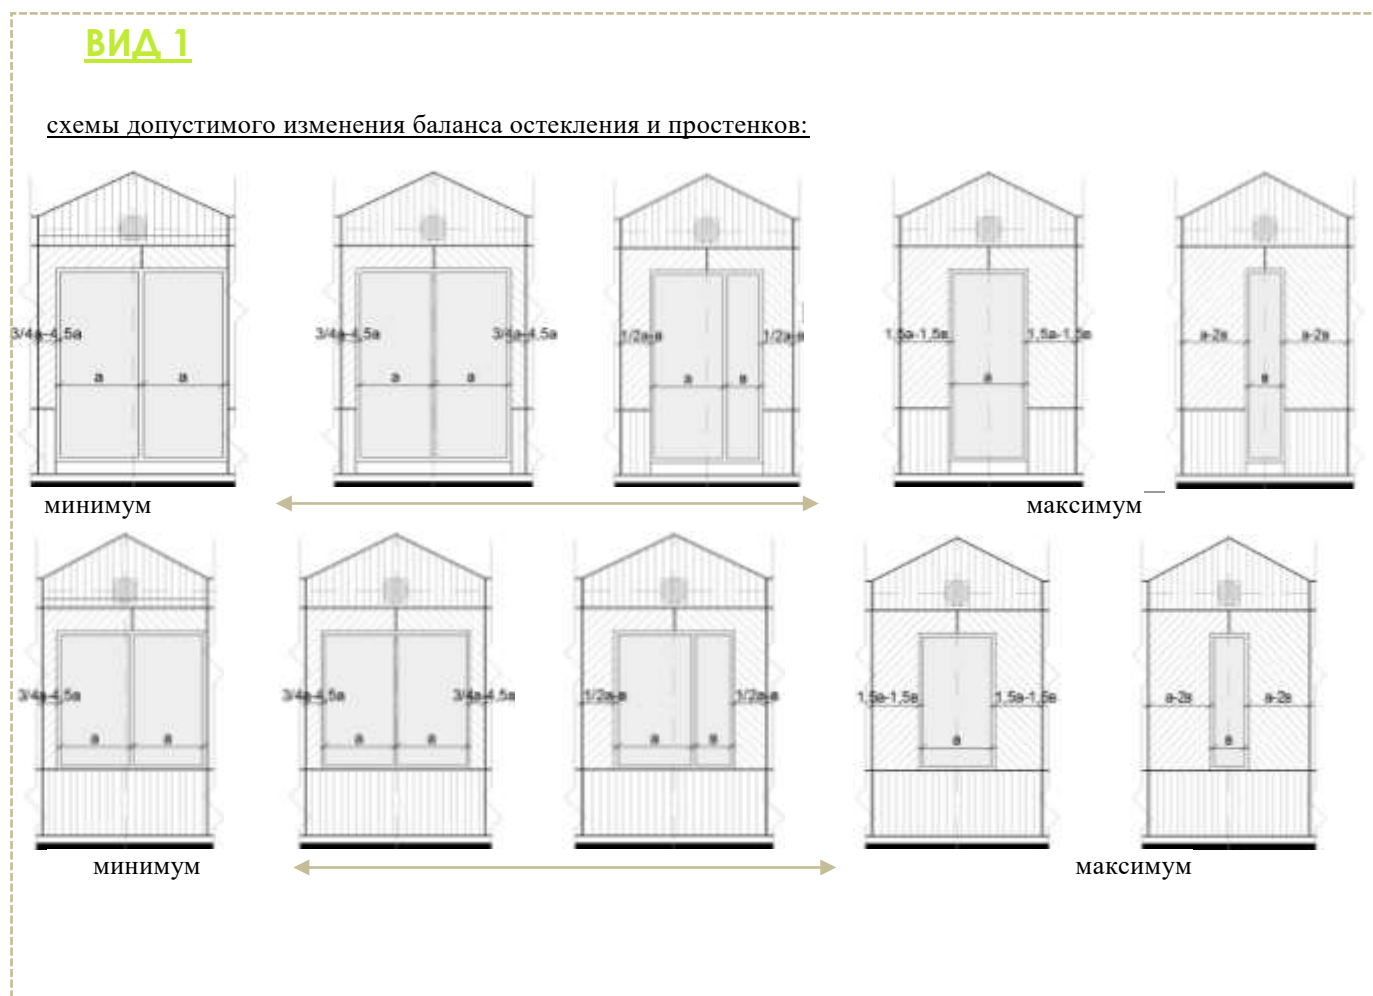 ВИД 1
схемы допустимого изменения баланса остекления и простенков:
3/4а-4,5а 3/4а-4,5а 3/4а-4,5а 1/2а-в 1/2а-в 1,5а-1,5в 1,5а-1,5в а-2в а-2в
а а а а а в а в
минимум максимум
3/4а-4,5а 3/4а-4,5а 3/4а-4,5а 1/2а-в 1/2а-в 1,5а-1,5в 1,5а-1,5в а-2в а-2в
а а а а а в а в
минимум максимум